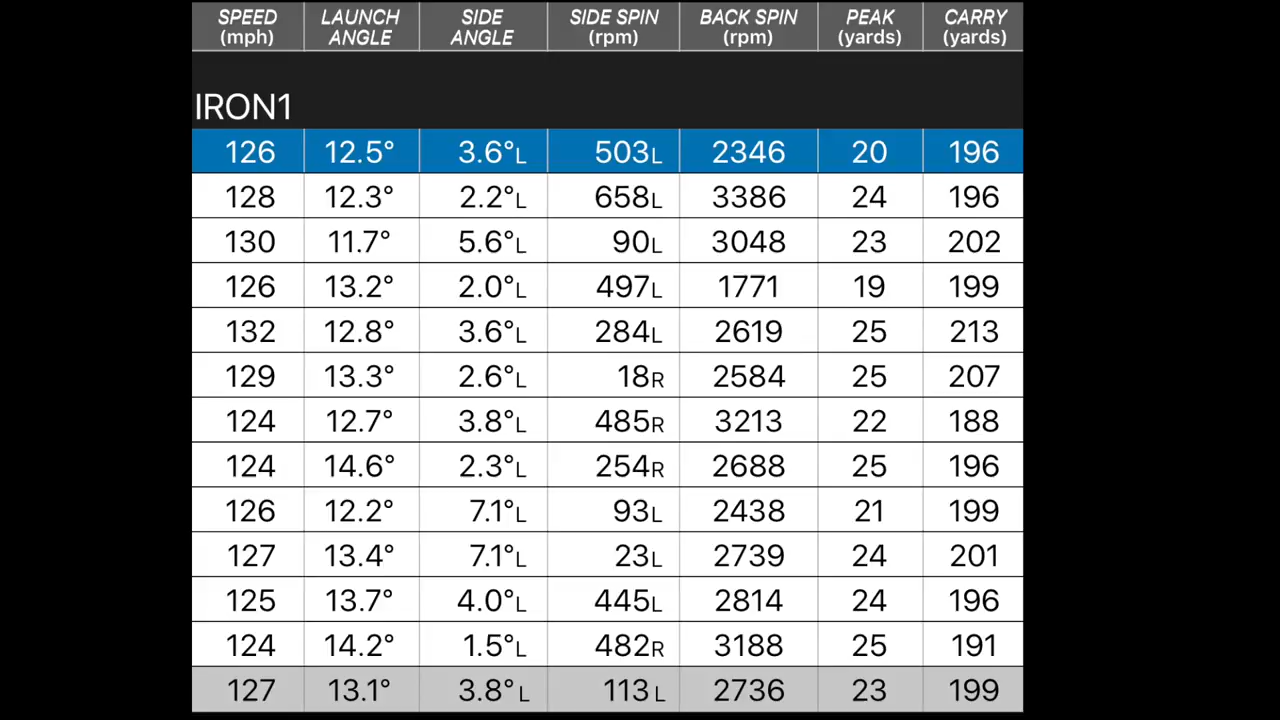 SPEED (mph) LAUNCH ANGLE SIDE ANGLE SIDE SPIN (rpm) BACK SPIN (rpm) PEAK (yards) CARRY (yards)
IRON1
126 12.5° 3.6°L 503L 2346 20 196
128 12.3° 2.2°L 658L 3386 24 196
130 11.7° 5.6°L 90L 3048 23 202
126 13.2° 2.0°L 497L 1771 19 199
132 12.8° 3.6°L 284L 2619 25 213
129 13.3° 2.6°L 18R 2584 25 207
124 12.7° 3.8°L 485R 3213 22 188
124 14.6° 2.3°L 254R 2688 25 196
126 12.2° 7.1°L 93L 2438 21 199
127 13.4° 7.1°L 23L 2739 24 201
125 13.7° 4.0°L 445L 2814 24 196
124 14.2° 1.5°L 482R 3188 25 191
127 13.1° 3.8°L 113L 2736 23 199